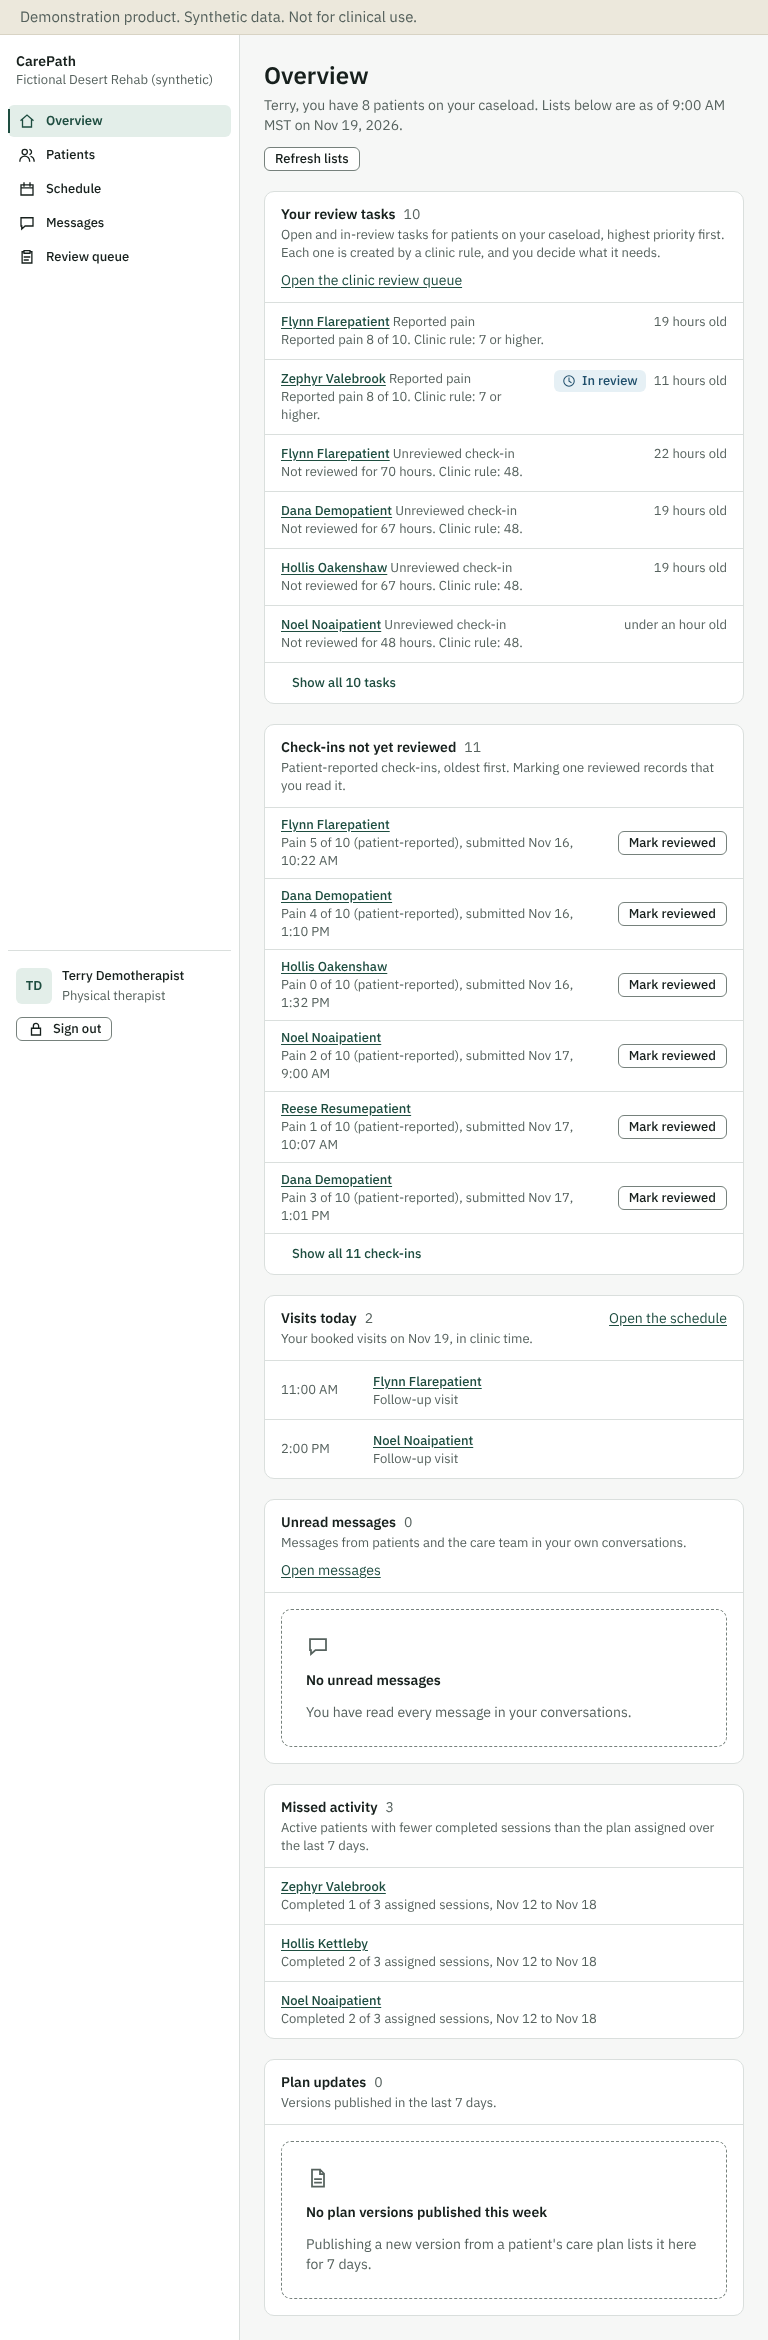 Demonstration product. Synthetic data. Not for clinical use.
CarePath
Fictional Desert Rehab (synthetic)
Overview
Patients
Schedule
Messages
Review queue
Terry Demotherapist
TD
Physical therapist
Sign out
Overview
Terry, you have 8 patients on your caseload. Lists below are as of 9:00 AM
MST on Nov 19, 2026.
Refresh lists
Your review tasks 10
Open and in-review tasks for patients on your caseload, highest priority first.
Each one is created by a clinic rule, and you decide what it needs.
Open the clinic review queue
Flynn Flarepatient Reported pain 19 hours old
Reported pain 8 of 10. Clinic rule: 7 or higher.
Zephyr Valebrook Reported pain In review 11 hours old
Reported pain 8 of 10. Clinic rule: 7 or
higher.
Flynn Flarepatient Unreviewed check-in 22 hours old
Not reviewed for 70 hours. Clinic rule: 48.
Dana Demopatient Unreviewed check-in 19 hours old
Not reviewed for 67 hours. Clinic rule: 48.
Hollis Oakenshaw Unreviewed check-in 19 hours old
Not reviewed for 67 hours. Clinic rule: 48.
Noel Noaipatient Unreviewed check-in under an hour old
Not reviewed for 48 hours. Clinic rule: 48.
Show all 10 tasks
Check-ins not yet reviewed 11
Patient-reported check-ins, oldest first. Marking one reviewed records that
you read it.
Flynn Flarepatient
Pain 5 of 10 (patient-reported), submitted Nov 16,
10:22 AM
Mark reviewed
Dana Demopatient
Pain 4 of 10 (patient-reported), submitted Nov 16,
1:10 PM
Mark reviewed
Hollis Oakenshaw
Pain 0 of 10 (patient-reported), submitted Nov 16,
1:32 PM
Mark reviewed
Noel Noaipatient
Pain 2 of 10 (patient-reported), submitted Nov 17,
9:00 AM
Mark reviewed
Reese Resumepatient
Pain 1 of 10 (patient-reported), submitted Nov 17,
10:07 AM
Mark reviewed
Dana Demopatient
Pain 3 of 10 (patient-reported), submitted Nov 17,
1:01 PM
Mark reviewed
Show all 11 check-ins
Visits today 2 Open the schedule
Your booked visits on Nov 19, in clinic time.
11:00 AM
Flynn Flarepatient
Follow-up visit
2:00 PM
Noel Noaipatient
Follow-up visit
Unread messages 0
Messages from patients and the care team in your own conversations.
Open messages
No unread messages
You have read every message in your conversations.
Missed activity 3
Active patients with fewer completed sessions than the plan assigned over
the last 7 days.
Zephyr Valebrook
Completed 1 of 3 assigned sessions, Nov 12 to Nov 18
Hollis Kettleby
Completed 2 of 3 assigned sessions, Nov 12 to Nov 18
Noel Noaipatient
Completed 2 of 3 assigned sessions, Nov 12 to Nov 18
Plan updates 0
Versions published in the last 7 days.
No plan versions published this week
Publishing a new version from a patient's care plan lists it here
for 7 days.